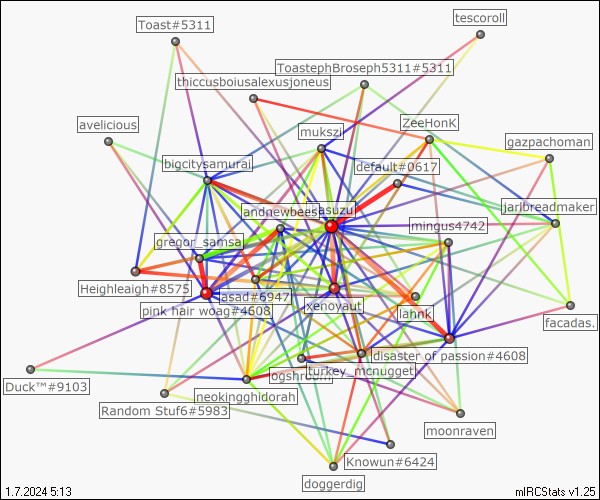 tescoroll
Toast#5311
ToastephBroseph5311#5311
thiccusboiusalexusjoneus
avelicious
mukszi
ZeeHonK
gazpachoman
bigcitysamurai
default#0617
andnewbees
asuzu
jarlbreadmaker
mingus4742
gregor_samsa
Heighleaigh#8575
asad#6947
xenoyaut
pink hair woag#4608
lahnk
facadas.
disaster of passion#4608
turkey_mcnugget
ogshroom
Duck™#9103
neokingghidorah
Random Stuf6#5983
moonraven
Knowun#6424
doggerdig
1.7.2024 5:13
mIRCStats v1.25